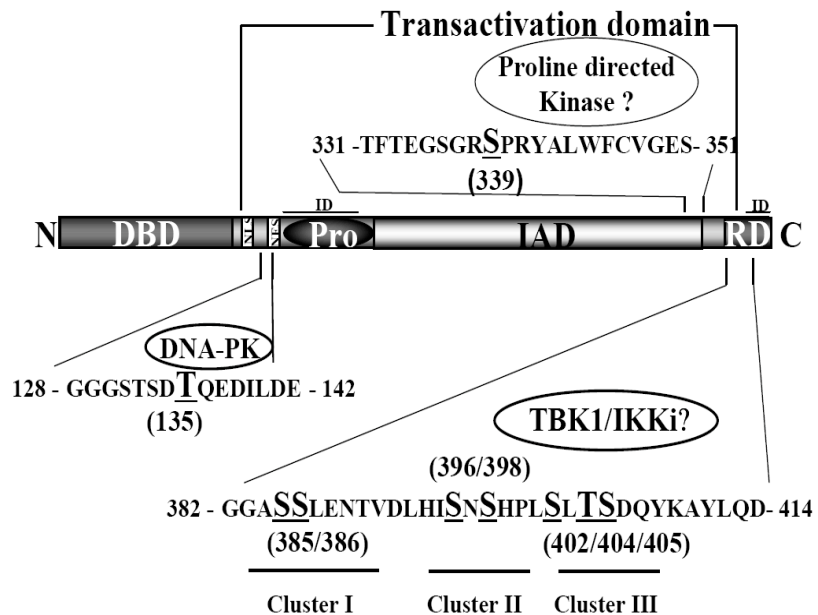 Transactivation domain
Proline directed
Kinase ?
331 -TFTEGSGRSPRYALWFCVGES- 351
(339)
ID
ID
N DBD NLS NES Pro IAD RD C
DNA-PK
128 - GGGSTSDTQEDILDE - 142
(135)
TBK1/IKKi?
(396/398)
382 - GGASSLENTVDLHISNSHPLSLTSDQYKAYLQD- 414
(385/386) (402/404/405)
Cluster I Cluster II Cluster III